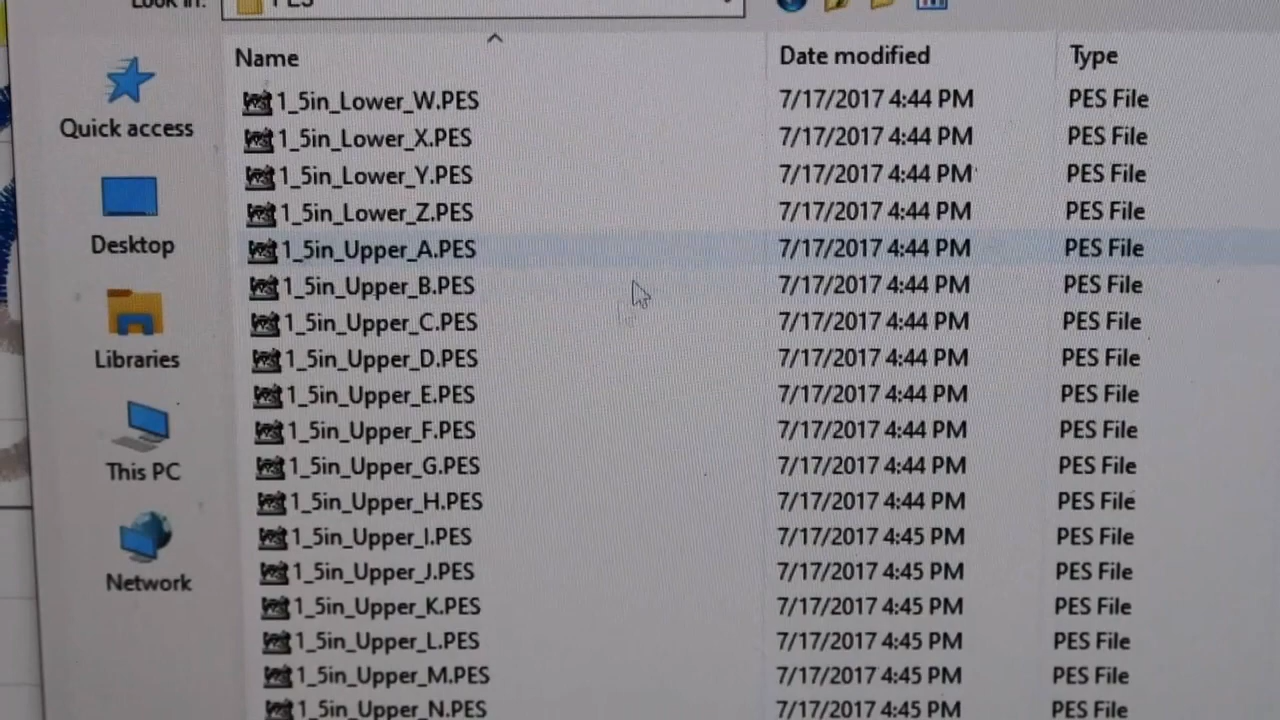 Look in: PES
Name Date modified Type
1_5in_Lower_W.PES 7/17/2017 4:44 PM PES File
1_5in_Lower_X.PES 7/17/2017 4:44 PM PES File
1_5in_Lower_Y.PES 7/17/2017 4:44 PM PES File
1_5in_Lower_Z.PES 7/17/2017 4:44 PM PES File
1_5in_Upper_A.PES 7/17/2017 4:44 PM PES File
1_5in_Upper_B.PES 7/17/2017 4:44 PM PES File
1_5in_Upper_C.PES 7/17/2017 4:44 PM PES File
1_5in_Upper_D.PES 7/17/2017 4:44 PM PES File
1_5in_Upper_E.PES 7/17/2017 4:44 PM PES File
1_5in_Upper_F.PES 7/17/2017 4:44 PM PES File
1_5in_Upper_G.PES 7/17/2017 4:44 PM PES File
1_5in_Upper_H.PES 7/17/2017 4:44 PM PES File
1_5in_Upper_I.PES 7/17/2017 4:45 PM PES File
1_5in_Upper_J.PES 7/17/2017 4:45 PM PES File
1_5in_Upper_K.PES 7/17/2017 4:45 PM PES File
1_5in_Upper_L.PES 7/17/2017 4:45 PM PES File
1_5in_Upper_M.PES 7/17/2017 4:45 PM PES File
1_5in_Upper_N.PES 7/17/2017 4:45 PM PES File
Quick access
Desktop
Libraries
This PC
Network